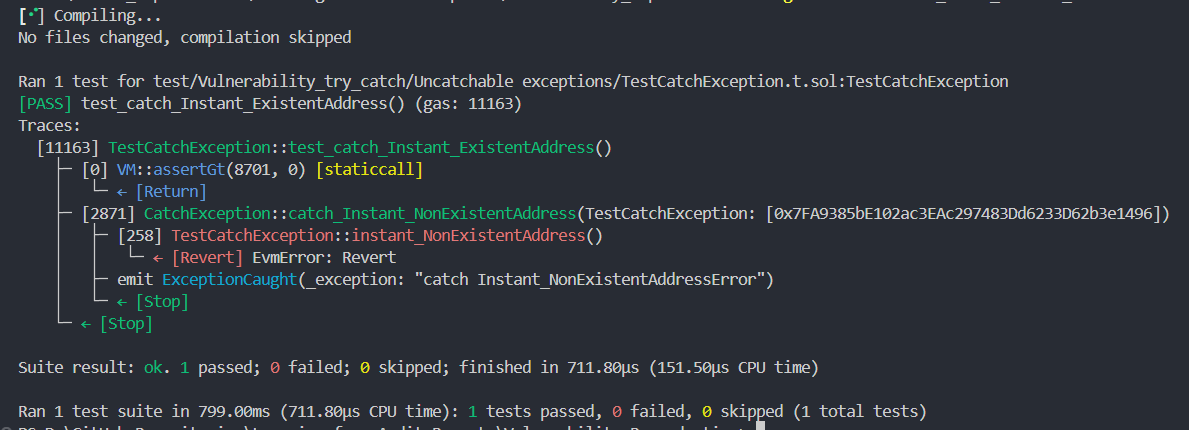 [⠊] Compiling...
No files changed, compilation skipped
Ran 1 test for test/Vulnerability_try_catch/Uncatchable exceptions/TestCatchException.t.sol:TestCatchException
[PASS] test_catch_Instant_ExistentAddress() (gas: 11163)
Traces:
[11163] TestCatchException::test_catch_Instant_ExistentAddress()
├─ [0] VM::assertGt(8701, 0) [staticcall]
│ └─ ← [Return]
├─ [2871] CatchException::catch_Instant_NonExistentAddress(TestCatchException: [0x7FA9385bE102ac3EAc297483Dd6233D62b3e1496])
│ ├─ [258] TestCatchException::instant_NonExistentAddress()
│ │ └─ ← [Revert] EvmError: Revert
│ ├─ emit ExceptionCaught(_exception: "catch Instant_NonExistentAddressError")
│ └─ ← [Stop]
└─ ← [Stop]
Suite result: ok. 1 passed; 0 failed; 0 skipped; finished in 711.80µs (151.50µs CPU time)
Ran 1 test suite in 799.00ms (711.80µs CPU time): 1 tests passed, 0 failed, 0 skipped (1 total tests)